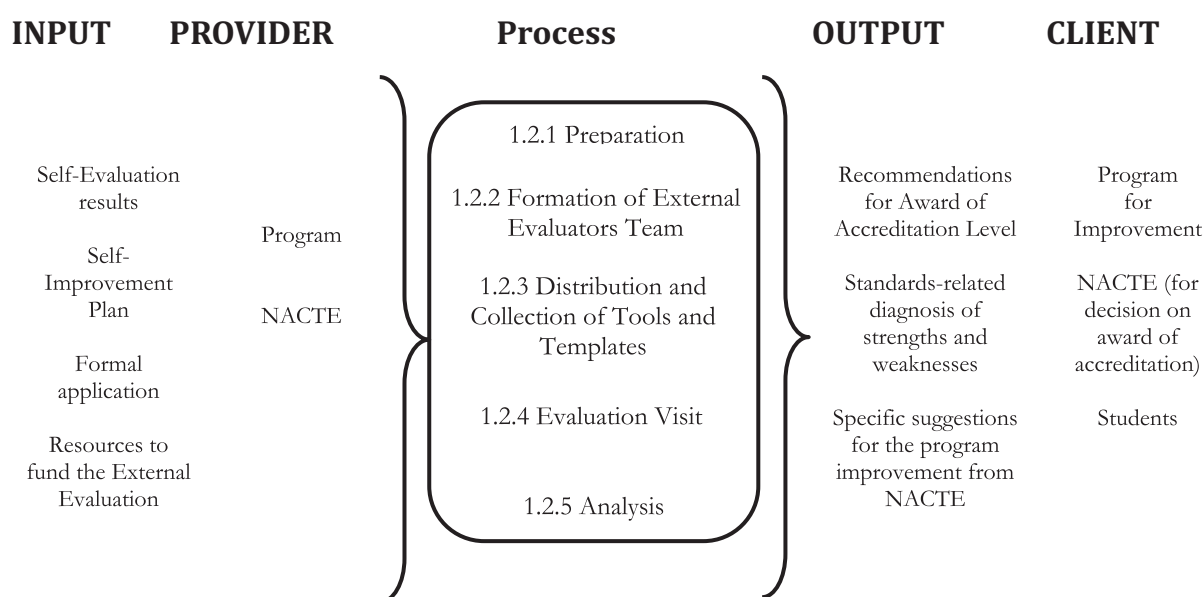 INPUT PROVIDER Process OUTPUT CLIENT
Self-Evaluation
results
Self-
Improvement
Plan
Formal
application
Resources to
fund the External
Evaluation
Program
NACTE
1.2.1 Preparation
1.2.2 Formation of External
Evaluators Team
1.2.3 Distribution and
Collection of Tools and
Templates
1.2.4 Evaluation Visit
1.2.5 Analysis
Recommendations
for Award of
Accreditation Level
Standards-related
diagnosis of
strengths and
weaknesses
Specific suggestions
for the program
improvement from
NACTE
Program
for
Improvement
NACTE (for
decision on
award of
accreditation)
Students